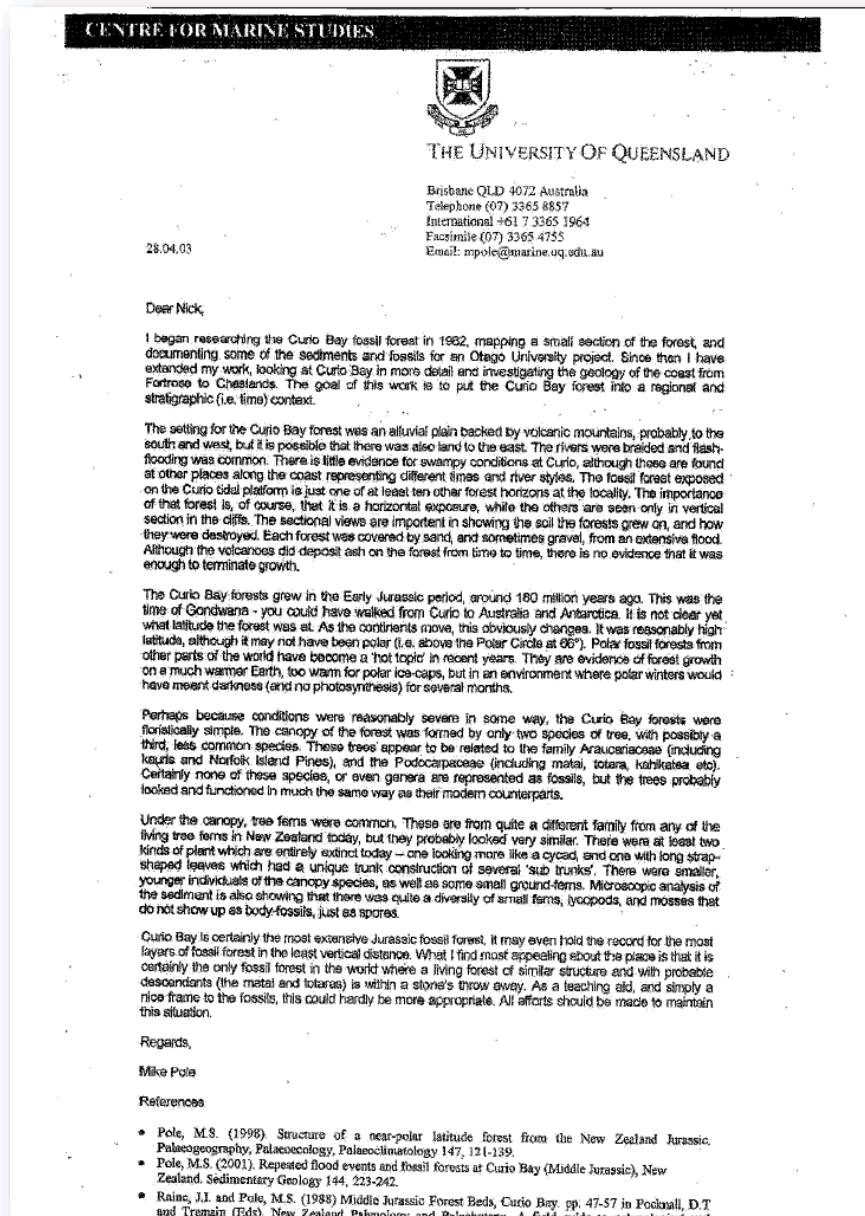 CENTRE FOR MARINE STUDIES
THE UNIVERSITY OF QUEENSLAND
Brisbane QLD 4072 Australia
Telephone (07) 3365 8857
International +61 7 3365 1964
Facsimile (07) 3365 4755
Email: mpole@marine.uq.edu.au
28.04.03
Dear Nick,
I began researching the Curio Bay fossil forest in 1982, mapping a small section of the forest, and
documenting some of the sediments and fossils for an Otago University project. Since then I have
extended my work, looking at Curio Bay in more detail and investigating the geology of the coast from
Fortrose to Chaslands. The goal of this work is to put the Curio Bay forest into a regional and
stratigraphic (i.e. time) context.
The setting for the Curio Bay forest was an alluvial plain backed by volcanic mountains, probably to the
south and west, but it is possible that there was also land to the east. The rivers were braided and flash-
flooding was common. There is little evidence for swampy conditions at Curio, although these are found
at other places along the coast representing different times and river styles. The fossil forest exposed
on the Curio tidal platform is just one of at least ten other forest horizons at the locality. The importance
of that forest is, of course, that it is a horizontal exposure, while the others are seen only in vertical
section in the cliffs. The sectional views are important in showing the soil the forests grew on, and how
they were destroyed. Each forest was covered by sand, and sometimes gravel, from an extensive flood.
Although the volcanoes did deposit ash on the forest from time to time, there is no evidence that it was
enough to terminate growth.
The Curio Bay forests grew in the Early Jurassic period, around 180 million years ago. This was the
time of Gondwana - you could have walked from Curio to Australia and Antarctica. It is not clear yet
what latitude the forest was at. As the continents move, this obviously changes. It was reasonably high
latitude, although it may not have been polar (i.e. above the Polar Circle at 66°). Polar fossil forests from
other parts of the world have become a 'hot topic' in recent years. They are evidence of forest growth
on a much warmer Earth, too warm for polar ice-caps, but in an environment where polar winters would
have meant darkness (and no photosynthesis) for several months.
Perhaps because conditions were reasonably severe in some way, the Curio Bay forests were
floristically simple. The canopy of the forest was formed by only two species of tree, with possibly a
third, less common species. These trees appear to be related to the family Araucariaceae (including
kauris and Norfolk Island Pines), and the Podocarpaceae (including matai, totara, kahikatea etc).
Certainly none of these species, or even genera are represented as fossils, but the trees probably
looked and functioned in much the same way as their modern counterparts.
Under the canopy, tree ferns were common. These are from quite a different family from any of the
living tree ferns in New Zealand today, but they probably looked very similar. There were at least two
kinds of plant which are entirely extinct today – one looking more like a cycad, and one with long strap-
shaped leaves which had a unique trunk construction of several 'sub trunks'. There were smaller,
younger individuals of the canopy species, as well as some small ground-ferns. Microscopic analysis of
the sediment is also showing that there was quite a diversity of small ferns, lycopods, and mosses that
do not show up as body-fossils, just as spores.
Curio Bay is certainly the most extensive Jurassic fossil forest. It may even hold the record for the most
layers of fossil forest in the least vertical distance. What I find most appealing about the place is that it is
certainly the only fossil forest in the world where a living forest of similar structure and with probable
descendants (the matai and totaras) is within a stone's throw away. As a teaching aid, and simply a
nice frame to the fossils, this could hardly be more appropriate. All efforts should be made to maintain
this situation.
Regards,
Mike Pole
References
• Pole, M.S. (1998). Structure of a near-polar latitude forest from the New Zealand Jurassic.
Palaeogeography, Palaeoecology, Palaeoclimatology 147, 121-139.
• Pole, M.S. (2001). Repeated flood events and fossil forests at Curio Bay (Middle Jurassic), New
Zealand. Sedimentary Geology 144, 223-242.
• Raine, J.I. and Pole, M.S. (1988) Middle Jurassic Forest Beds, Curio Bay. pp. 47-57 in Pocknall, D.T
and Tremain (Eds). New Zealand